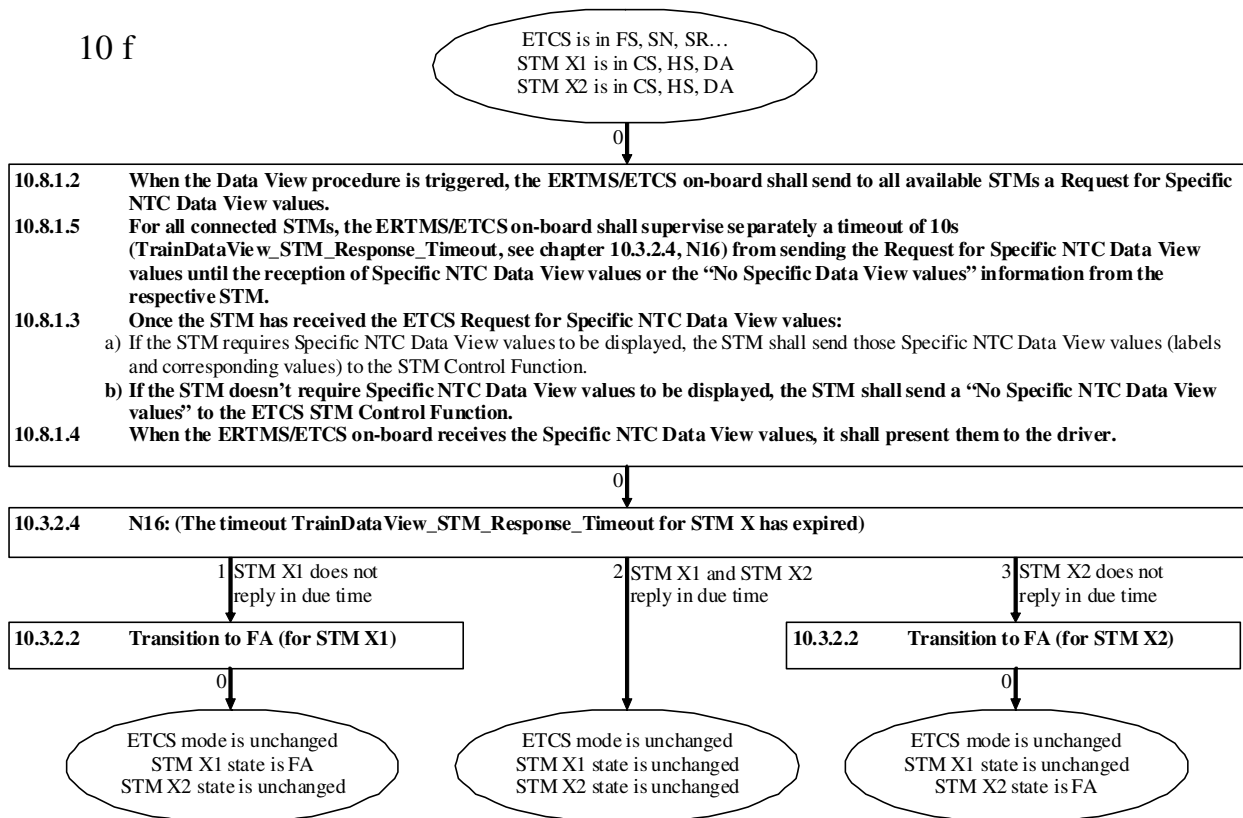 10 f
ETCS is in FS, SN, SR…
STM X1 is in CS, HS, DA
STM X2 is in CS, HS, DA
0
10.8.1.2 When the Data View procedure is triggered, the ERTMS/ETCS on-board shall send to all available STMs a Request for Specific
NTC Data View values.
10.8.1.5 For all connected STMs, the ERTMS/ETCS on-board shall supervise separately a timeout of 10s
(TrainDataView_STM_Response_Timeout, see chapter 10.3.2.4, N16) from sending the Request for Specific NTC Data View
values until the reception of Specific NTC Data View values or the “No Specific Data View values” information from the
respective STM.
10.8.1.3 Once the STM has received the ETCS Request for Specific NTC Data View values:
a) If the STM requires Specific NTC Data View values to be displayed, the STM shall send those Specific NTC Data View values (labels
and corresponding values) to the STM Control Function.
b) If the STM doesn’t require Specific NTC Data View values to be displayed, the STM shall send a “No Specific NTC Data View
values” to the ETCS STM Control Function.
10.8.1.4 When the ERTMS/ETCS on-board receives the Specific NTC Data View values, it shall present them to the driver.
0
10.3.2.4 N16: (The timeout TrainDataView_STM_Response_Timeout for STM X has expired)
1 STM X1 does not
reply in due time
2 STM X1 and STM X2
reply in due time
3 STM X2 does not
reply in due time
10.3.2.2 Transition to FA (for STM X1)
10.3.2.2 Transition to FA (for STM X2)
0
0
ETCS mode is unchanged
STM X1 state is FA
STM X2 state is unchanged
ETCS mode is unchanged
STM X1 state is unchanged
STM X2 state is unchanged
ETCS mode is unchanged
STM X1 state is unchanged
STM X2 state is FA